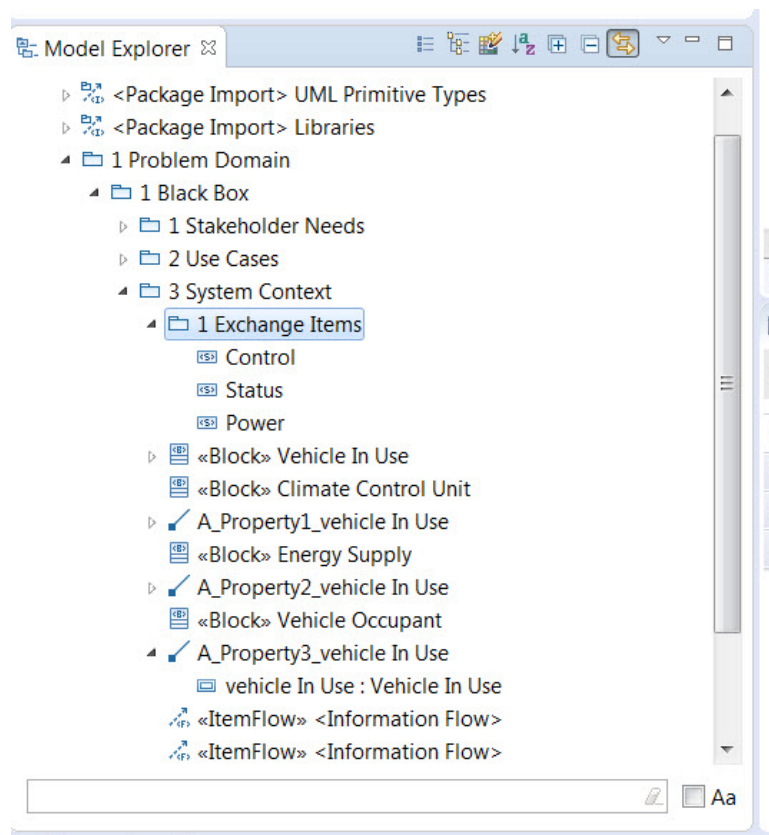 Model Explorer
<Package Import> UML Primitive Types
<Package Import> Libraries
1 Problem Domain
1 Black Box
1 Stakeholder Needs
2 Use Cases
3 System Context
1 Exchange Items
Control
Status
Power
«Block» Vehicle In Use
«Block» Climate Control Unit
A_Property1_vehicle In Use
«Block» Energy Supply
A_Property2_vehicle In Use
«Block» Vehicle Occupant
A_Property3_vehicle In Use
vehicle In Use : Vehicle In Use
«ItemFlow» <Information Flow>
«ItemFlow» <Information Flow>
Aa